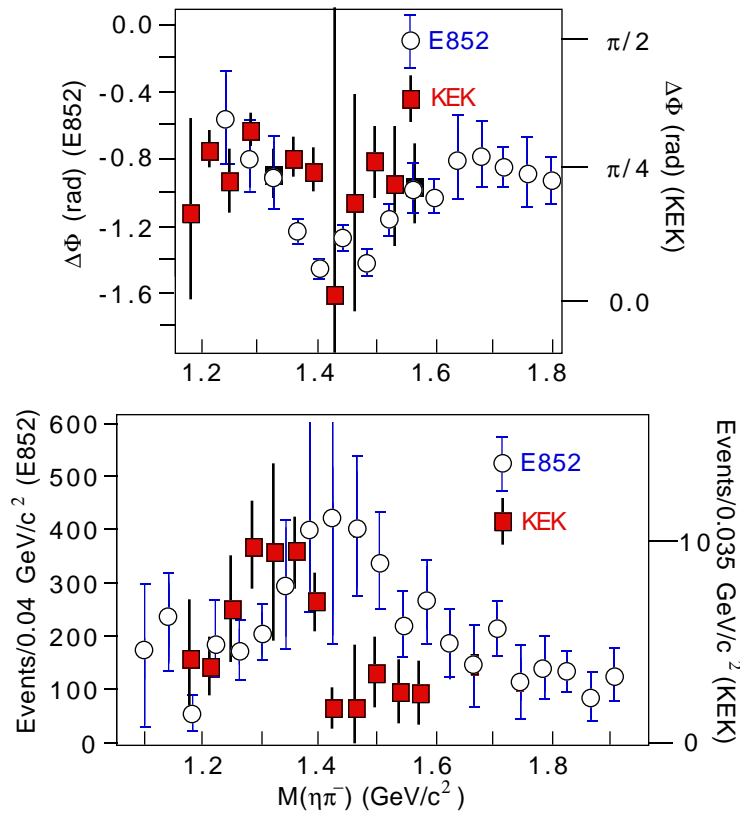 0.0
-0.4
-0.8
-1.2
-1.6
ΔΦ (rad) (E852)
π/2
π/4
0.0
ΔΦ (rad) (KEK)
E852
KEK
1.2
1.4
1.6
1.8
600
500
400
300
200
100
0
Events/0.04 GeV/c² (E852)
10
0
Events/0.035 GeV/c² (KEK)
E852
KEK
1.2
1.4
1.6
1.8
M(ηπ⁻) (GeV/c²)